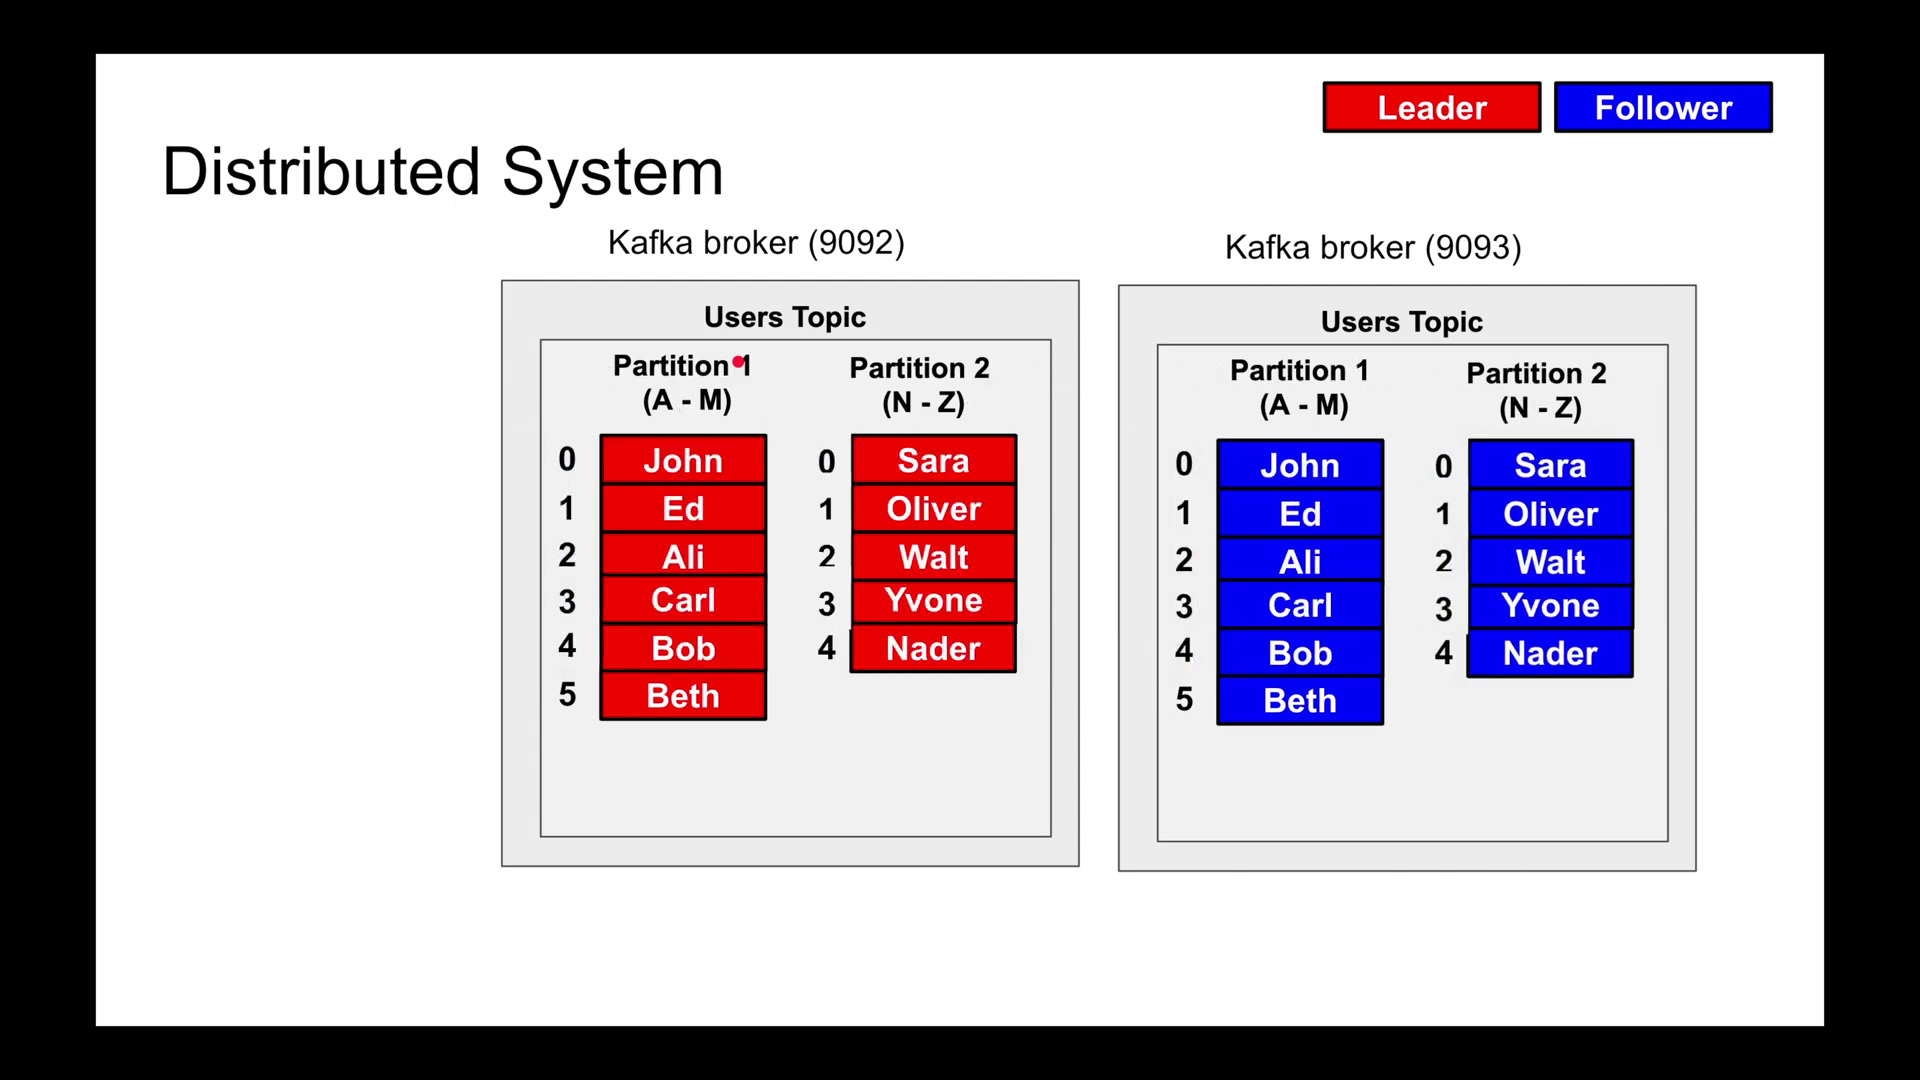 Leader Follower
Distributed System
Kafka broker (9092)
Users Topic
Partition 1
(A - M)
0 John
1 Ed
2 Ali
3 Carl
4 Bob
5 Beth
Partition 2
(N - Z)
0 Sara
1 Oliver
2 Walt
3 Yvone
4 Nader
Kafka broker (9093)
Users Topic
Partition 1
(A - M)
0 John
1 Ed
2 Ali
3 Carl
4 Bob
5 Beth
Partition 2
(N - Z)
0 Sara
1 Oliver
2 Walt
3 Yvone
4 Nader